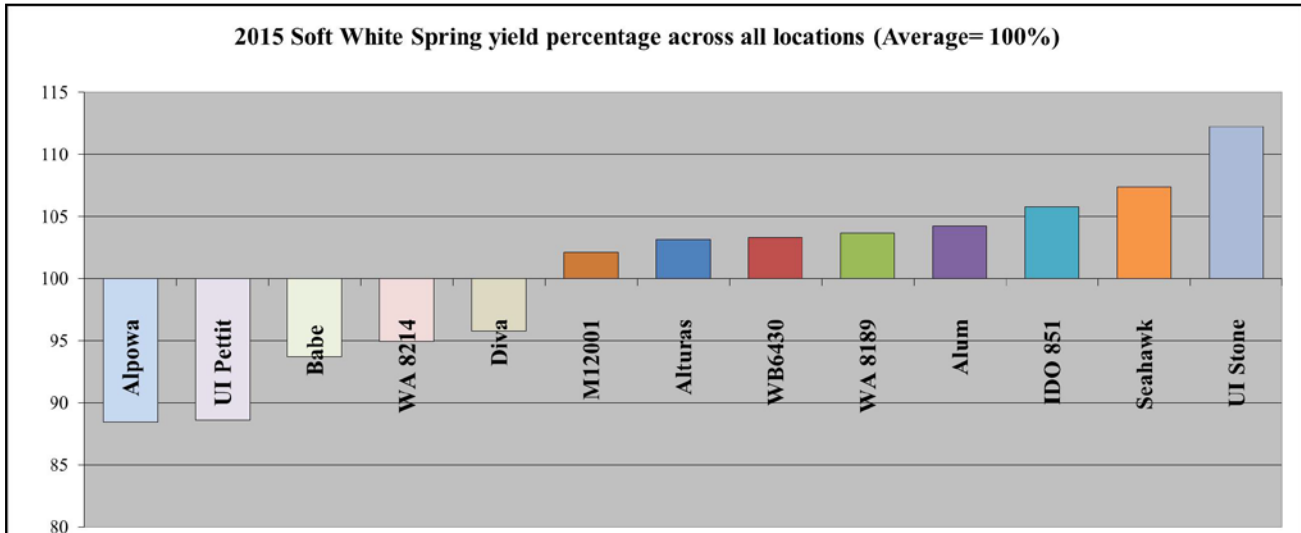 2015 Soft White Spring yield percentage across all locations (Average= 100%)
115
110
105
100
95
90
85
80
Alpowa
UI Pettit
Babe
WA 8214
Diva
M12001
Alturas
WB6430
WA 8189
Alum
IDO 851
Seahawk
UI Stone